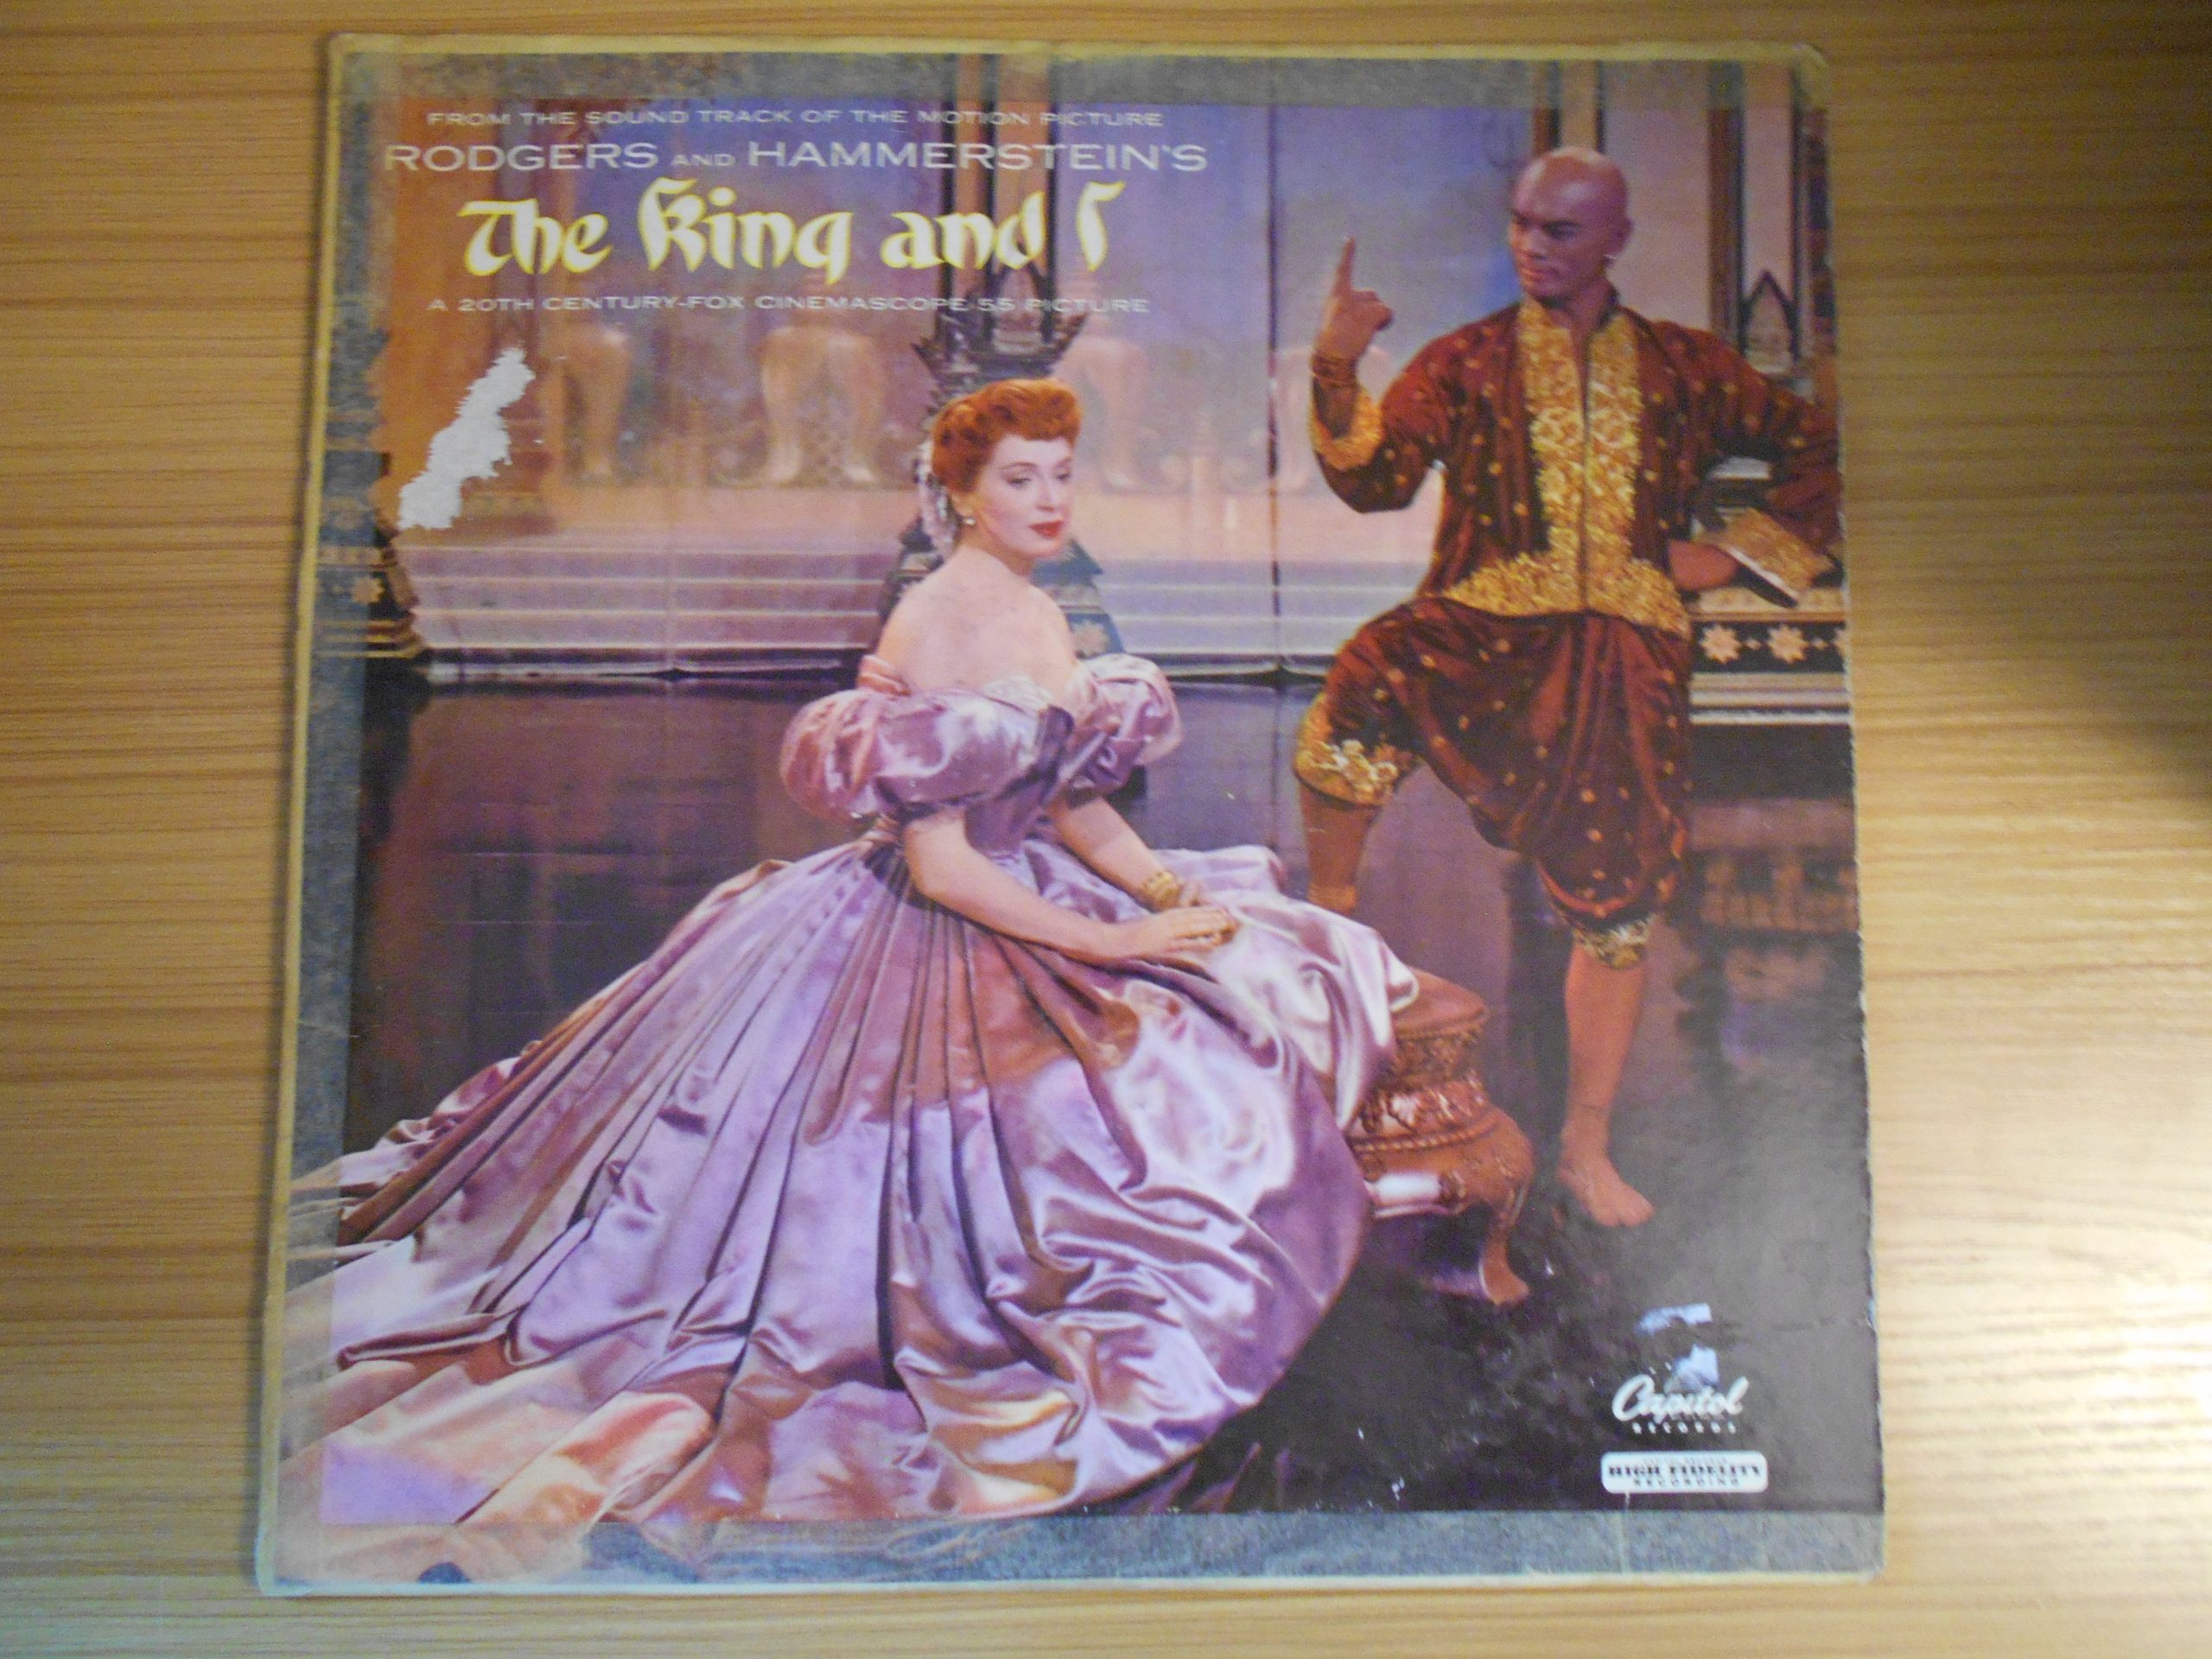 FROM THE SOUND TRACK OF THE MOTION PICTURE
RODGERS AND HAMMERSTEIN'S
The King and I
A 20TH CENTURY-FOX CINEMASCOPE 55 PICTURE
Capitol
RECORDS
HIGH FIDELITY
RECORDING